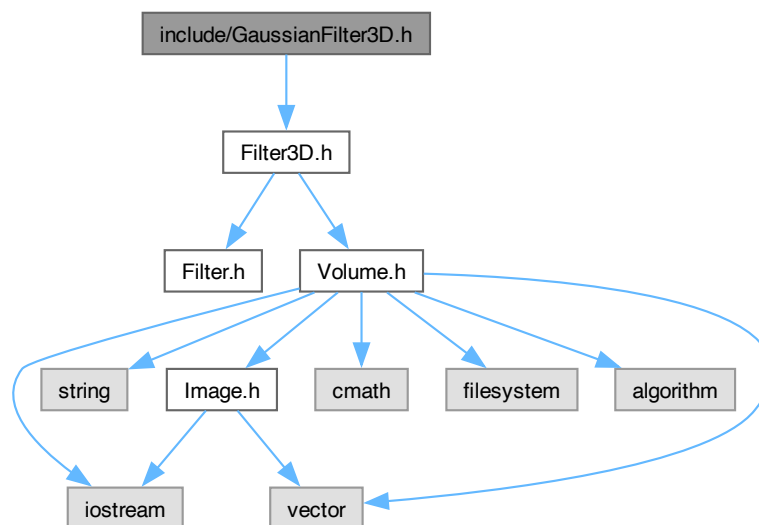 include/GaussianFilter3D.h
Filter3D.h
Filter.h
Volume.h
string
Image.h
cmath
filesystem
algorithm
iostream
vector